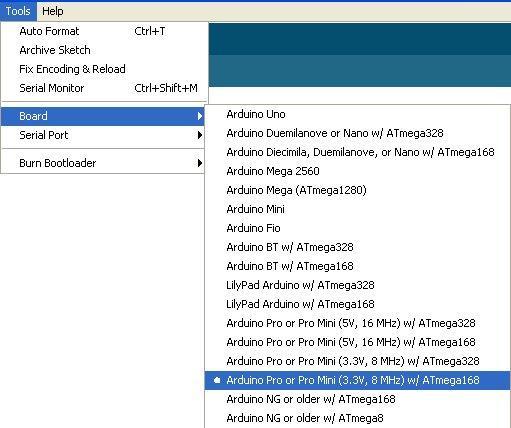 Tools Help
Auto Format Ctrl+T
Archive Sketch
Fix Encoding & Reload
Serial Monitor Ctrl+Shift+M
Board
Serial Port
Burn Bootloader
Arduino Uno
Arduino Duemilanove or Nano w/ ATmega328
Arduino Diecimila, Duemilanove, or Nano w/ ATmega168
Arduino Mega 2560
Arduino Mega (ATmega1280)
Arduino Mini
Arduino Fio
Arduino BT w/ ATmega328
Arduino BT w/ ATmega168
LilyPad Arduino w/ ATmega328
LilyPad Arduino w/ ATmega168
Arduino Pro or Pro Mini (5V, 16 MHz) w/ ATmega328
Arduino Pro or Pro Mini (5V, 16 MHz) w/ ATmega168
Arduino Pro or Pro Mini (3.3V, 8 MHz) w/ ATmega328
Arduino Pro or Pro Mini (3.3V, 8 MHz) w/ ATmega168
Arduino NG or older w/ ATmega168
Arduino NG or older w/ ATmega8